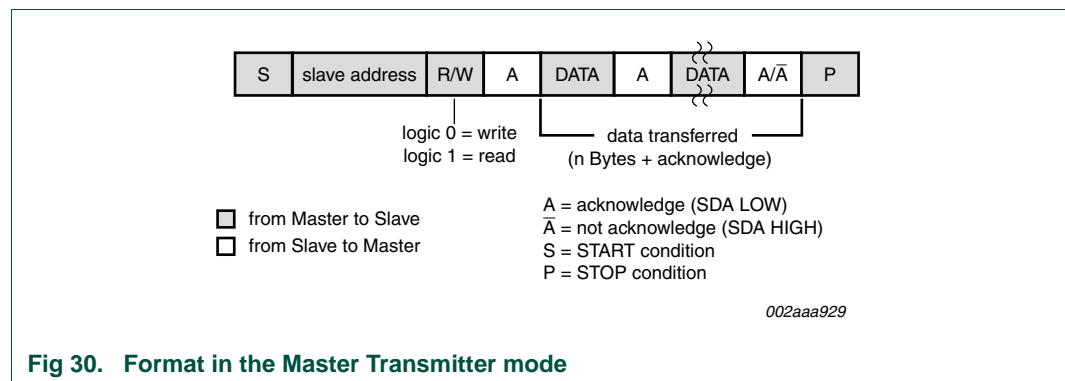 S slave address R/W A DATA A DATA A/A̅ P
logic 0 = write
logic 1 = read
data transferred
(n Bytes + acknowledge)
from Master to Slave
from Slave to Master
A = acknowledge (SDA LOW)
A̅ = not acknowledge (SDA HIGH)
S = START condition
P = STOP condition
002aaa929
Fig 30. Format in the Master Transmitter mode